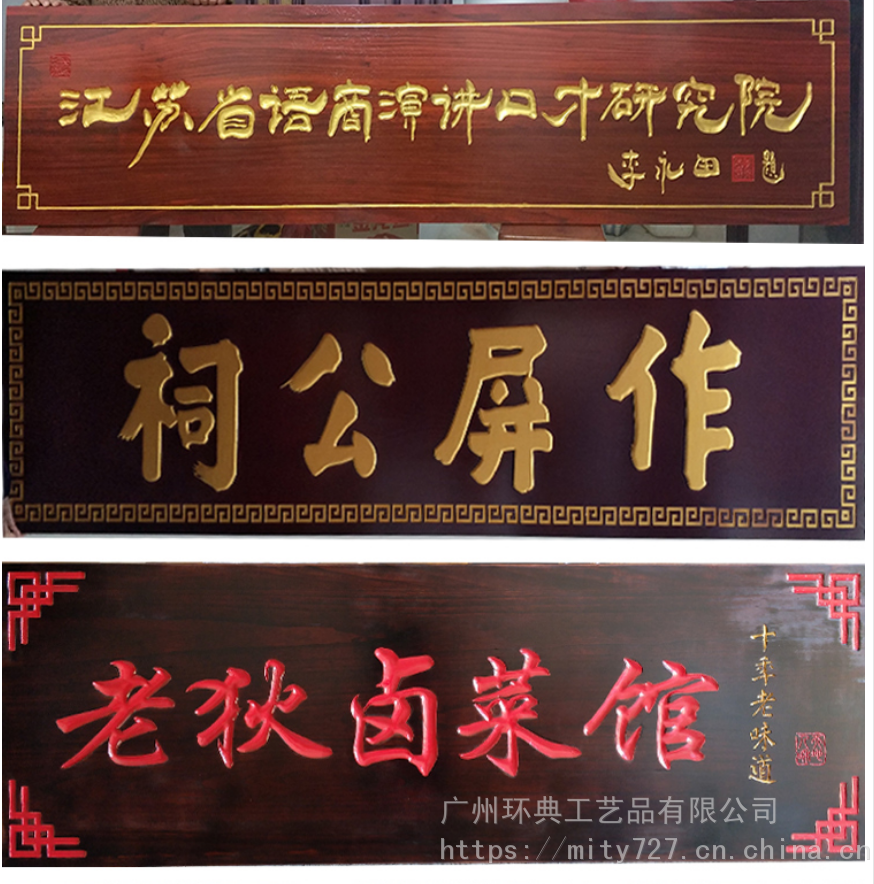 江苏省语商演讲口才研究院
李永田 题
祠公屏作
老狄卤菜馆
十年老味道
广州环典工艺品有限公司
https://mity727.cn.china.cn